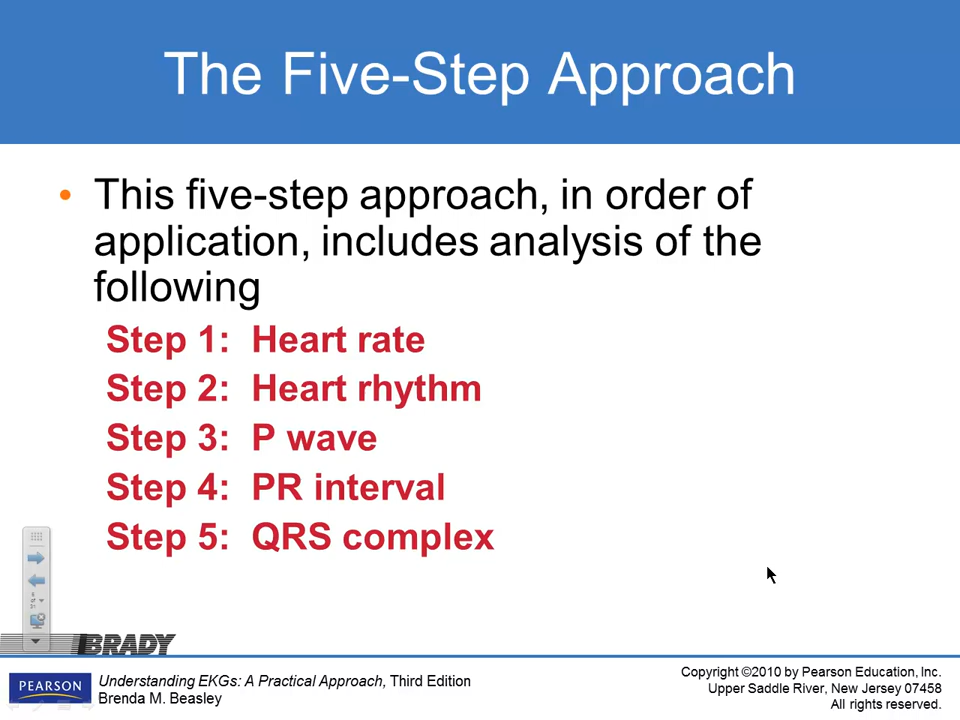 The Five-Step Approach
• This five-step approach, in order of
application, includes analysis of the
following
Step 1: Heart rate
Step 2: Heart rhythm
Step 3: P wave
Step 4: PR interval
Step 5: QRS complex
BRADY
PEARSON
Understanding EKGs: A Practical Approach, Third Edition
Brenda M. Beasley
Copyright ©2010 by Pearson Education, Inc.
Upper Saddle River, New Jersey 07458
All rights reserved.